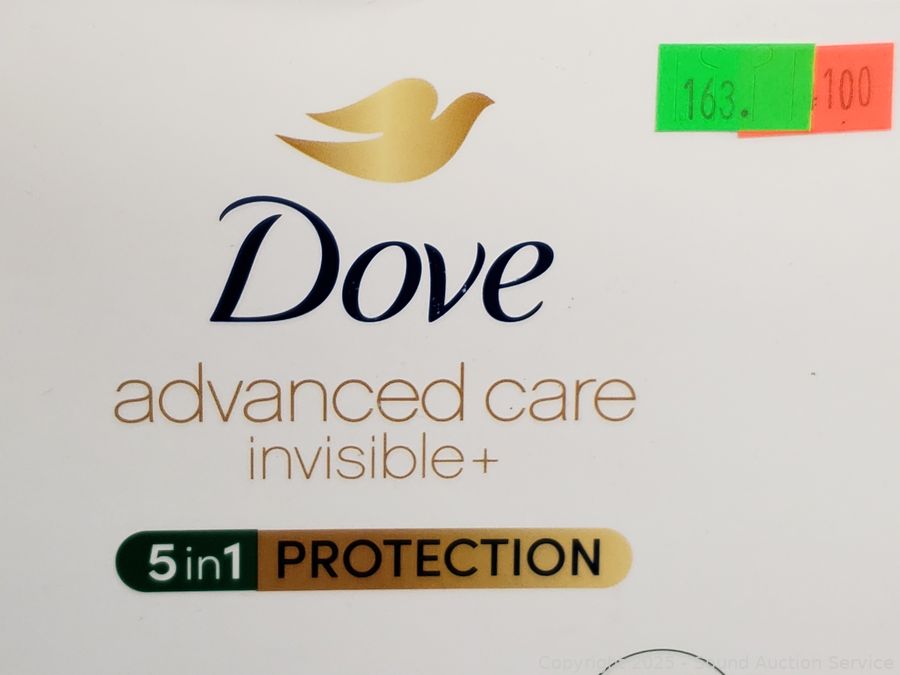 163. .100
Dove
advanced care
invisible+
5in1 PROTECTION
Copyright 2025 - Sound Auction Service